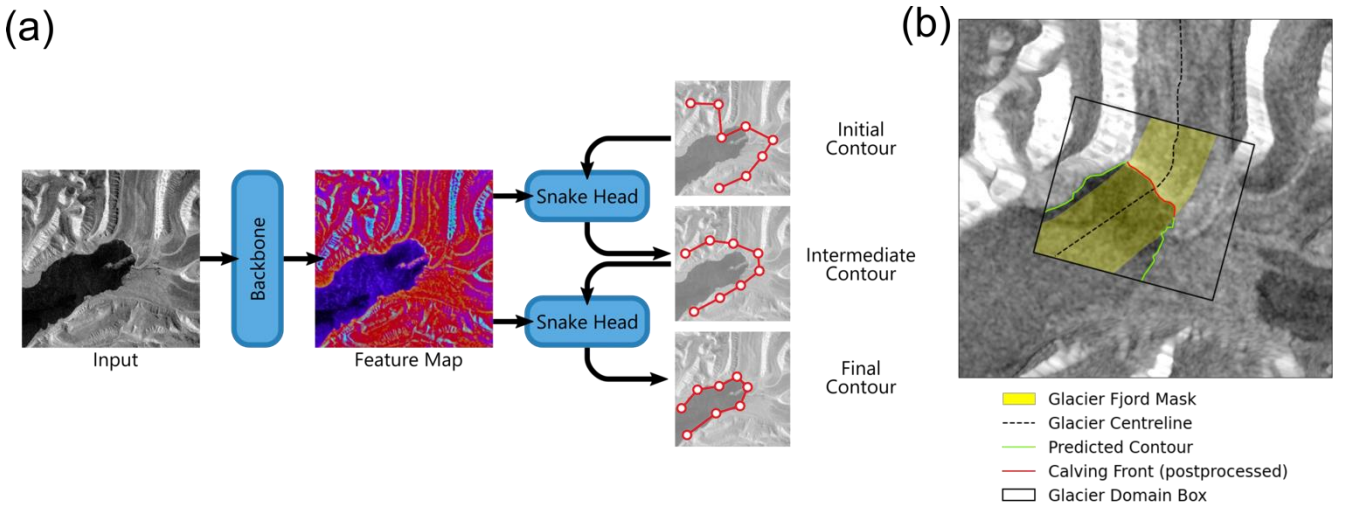 (a)
Input
Backbone
Feature Map
Snake Head
Snake Head
Initial
Contour
Intermediate
Contour
Final
Contour
(b)
Glacier Fjord Mask
Glacier Centreline
Predicted Contour
Calving Front (postprocessed)
Glacier Domain Box